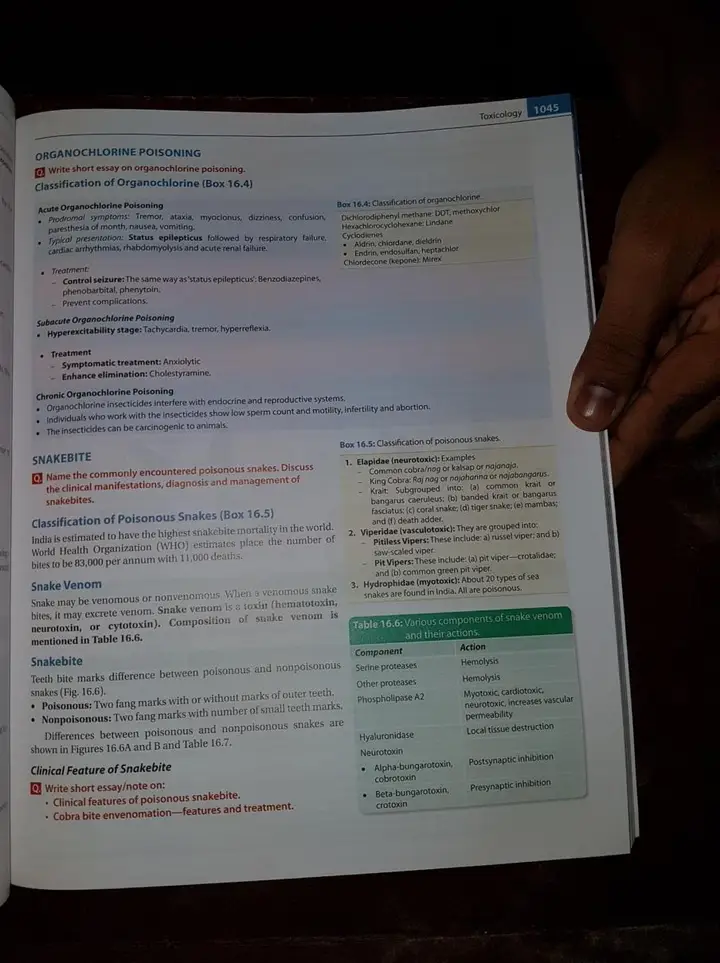 Toxicology 1045
ORGANOCHLORINE POISONING
Q. Write short essay on organochlorine poisoning.
Classification of Organochlorine (Box 16.4)
Acute Organochlorine Poisoning
• Prodromal symptoms: Tremor, ataxia, myoclonus, dizziness, confusion,
paresthesia of month, nausea, vomiting.
• Typical presentation: Status epilepticus followed by respiratory failure,
cardiac arrhythmias, rhabdomyolysis and acute renal failure.
• Treatment:
– Control seizure: The same way as 'status epilepticus': Benzodiazepines,
phenobarbital, phenytoin.
– Prevent complications.
Subacute Organochlorine Poisoning
• Hyperexcitability stage: Tachycardia, tremor, hyperreflexia.
• Treatment
– Symptomatic treatment: Anxiolytic
– Enhance elimination: Cholestyramine.
Chronic Organochlorine Poisoning
• Organochlorine insecticides interfere with endocrine and reproductive systems.
• Individuals who work with the insecticides show low sperm count and motility, infertility and abortion.
• The insecticides can be carcinogenic to animals.
Box 16.4: Classification of organochlorine.
Dichlorodiphenyl methane: DDT, methoxychlor
Hexachlorocyclohexane: Lindane
Cyclodienes
• Aldrin, chlordane, dieldrin
• Endrin, endosulfan, heptachlor
Chlordecone (kepone): Mirex
SNAKEBITE
Q. Name the commonly encountered poisonous snakes. Discuss
the clinical manifestations, diagnosis and management of
snakebites.
Classification of Poisonous Snakes (Box 16.5)
India is estimated to have the highest snakebite mortality in the world.
World Health Organization (WHO) estimates place the number of
bites to be 83,000 per annum with 11,000 deaths.
Snake Venom
Snake may be venomous or nonvenomous. When a venomous snake
bites, it may excrete venom. Snake venom is a toxin (hematotoxin,
neurotoxin, or cytotoxin). Composition of snake venom is
mentioned in Table 16.6.
Snakebite
Teeth bite marks difference between poisonous and nonpoisonous
snakes (Fig. 16.6).
• Poisonous: Two fang marks with or without marks of outer teeth.
• Nonpoisonous: Two fang marks with number of small teeth marks.
Differences between poisonous and nonpoisonous snakes are
shown in Figures 16.6A and B and Table 16.7.
Clinical Feature of Snakebite
Q. Write short essay/note on:
• Clinical features of poisonous snakebite.
• Cobra bite envenomation—features and treatment.
Box 16.5: Classification of poisonous snakes.
1. Elapidae (neurotoxic): Examples
– Common cobra/nag or kalsap or najanaja.
– King Cobra: Raj nag or najahanna or najabangarus.
– Krait: Subgrouped into: (a) common krait or
bangarus caeruleus; (b) banded krait or bangarus
fasciatus; (c) coral snake; (d) tiger snake; (e) mambas;
and (f) death adder.
2. Viperidae (vasculotoxic): They are grouped into:
– Pitiless Vipers: These include: a) russel viper; and b)
saw-scaled viper.
– Pit Vipers: These include: (a) pit viper—crotalidae;
and (b) common green pit viper.
3. Hydrophidae (myotoxic): About 20 types of sea
snakes are found in India. All are poisonous.
Table 16.6: Various components of snake venom
and their actions.
Component Action
Serine proteases Hemolysis
Other proteases Hemolysis
Phospholipase A2 Myotoxic, cardiotoxic,
neurotoxic, increases vascular
permeability
Hyaluronidase Local tissue destruction
Neurotoxin
• Alpha-bungarotoxin, Postsynaptic inhibition
cobrotoxin
• Beta-bungarotoxin, Presynaptic inhibition
crotoxin